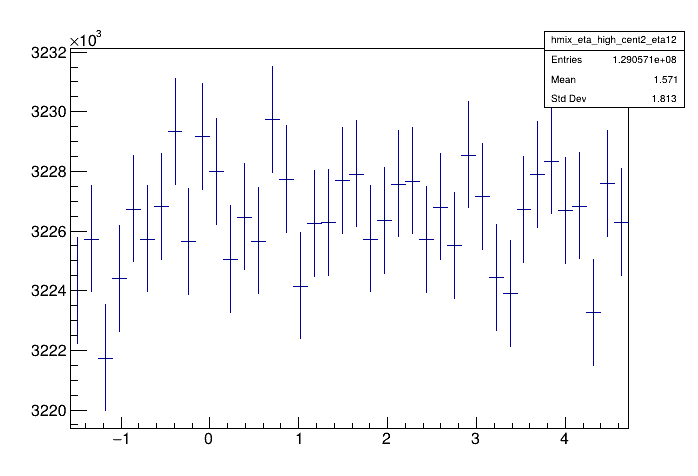 ×10³
hmix_eta_high_cent2_eta12
Entries 1.290571e+08
Mean 1.571
Std Dev 1.813
3232
3230
3228
3226
3224
3222
3220
−1 0 1 2 3 4